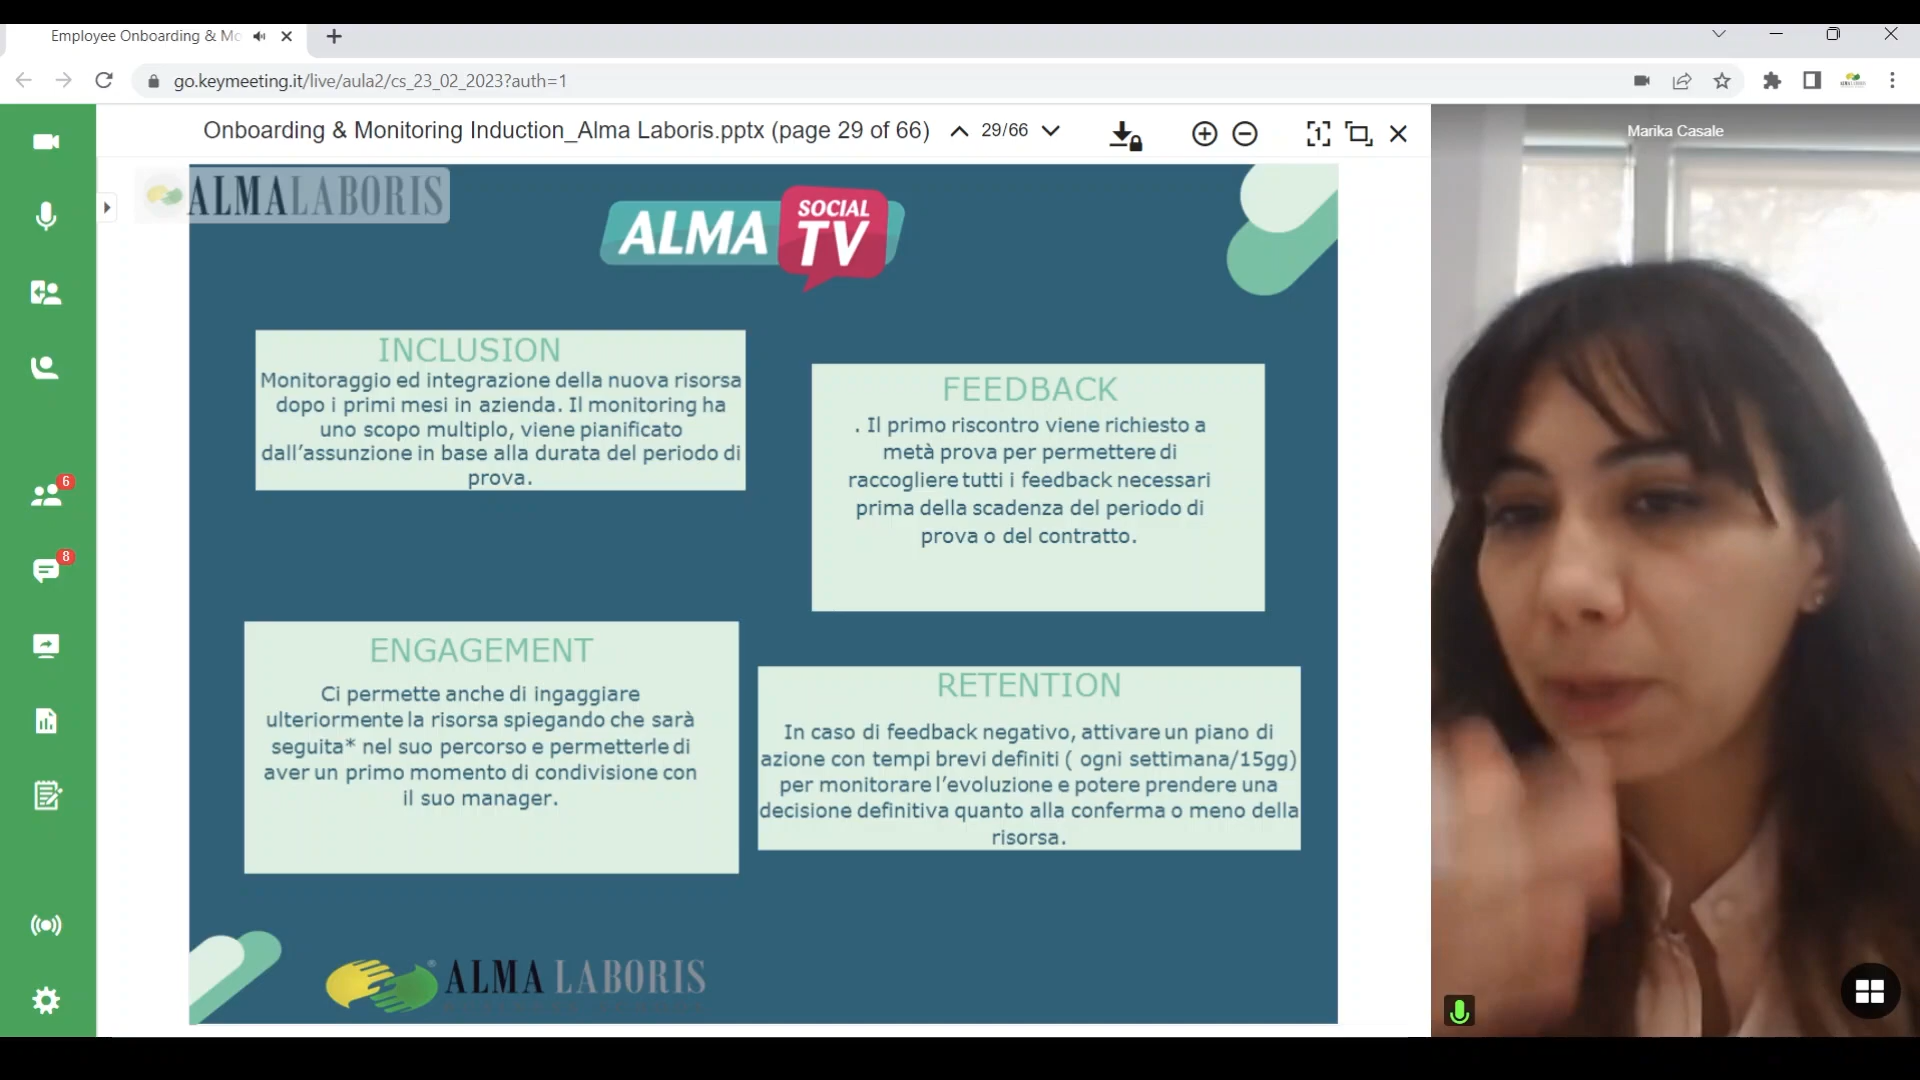 Employee Onboarding & Mo
go.keymeeting.it/live/aula2/cs_23_02_2023?auth=1
Onboarding & Monitoring Induction_Alma Laboris.pptx (page 29 of 66)
29/66
Marika Casale
ALMALABORIS
ALMA
SOCIAL
TV
INCLUSION
Monitoraggio ed integrazione della nuova risorsa
dopo i primi mesi in azienda. Il monitoring ha
uno scopo multiplo, viene pianificato
dall’assunzione in base alla durata del periodo di
prova.
FEEDBACK
. Il primo riscontro viene richiesto a
metà prova per permettere di
raccogliere tutti i feedback necessari
prima della scadenza del periodo di
prova o del contratto.
6
8
ENGAGEMENT
Ci permette anche di ingaggiare
ulteriormente la risorsa spiegando che sarà
seguita* nel suo percorso e permetterle di
aver un primo momento di condivisione con
il suo manager.
RETENTION
In caso di feedback negativo, attivare un piano di
azione con tempi brevi definiti ( ogni settimana/15gg)
per monitorare l’evoluzione e potere prendere una
decisione definitiva quanto alla conferma o meno della
risorsa.
ALMA LABORIS